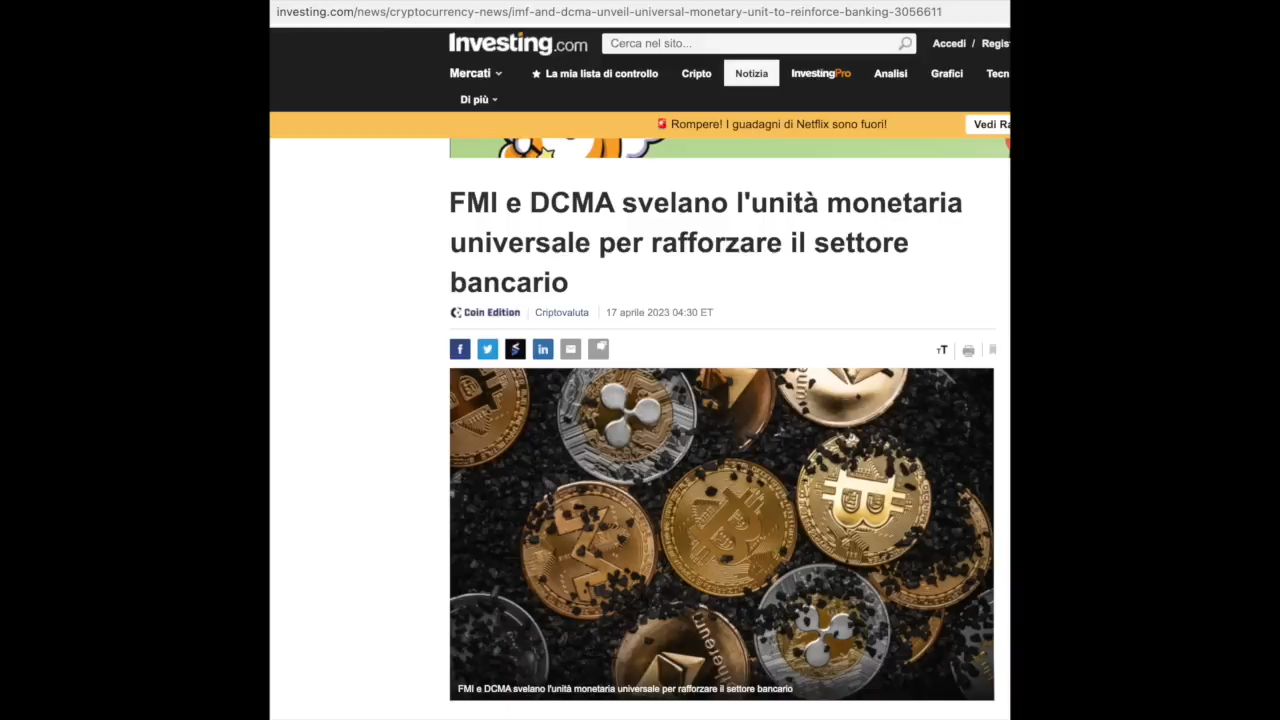 investing.com/news/cryptocurrency-news/imf-and-dcma-unveil-universal-monetary-unit-to-reinforce-banking-3056611
Investing.com
Cerca nel sito...
Accedi / Regis
Mercati
La mia lista di controllo
Cripto
Notizia
InvestingPro
Analisi
Grafici
Tecn
Di più
Rompere! I guadagni di Netflix sono fuori!
Vedi Ra
FMI e DCMA svelano l'unità monetaria
universale per rafforzare il settore
bancario
Coin Edition
Criptovaluta
17 aprile 2023 04:30 ET
TT
FMI e DCMA svelano l'unità monetaria universale per rafforzare il settore bancario